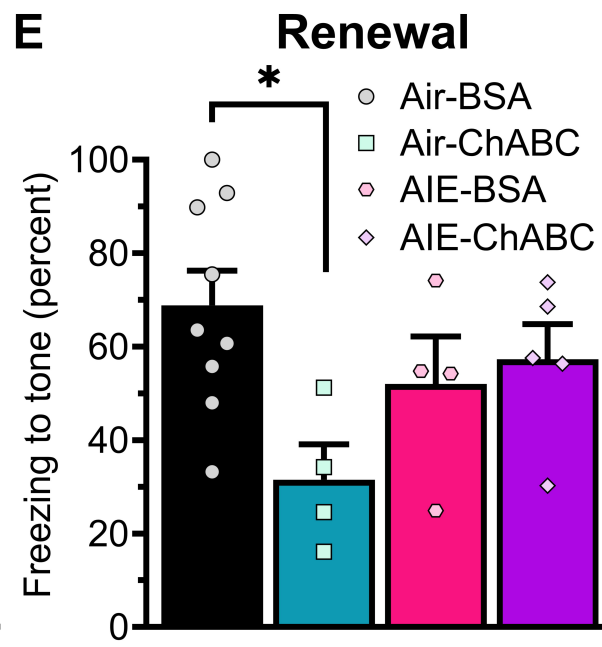 E
Renewal
*
Air-BSA
Air-ChABC
AIE-BSA
AIE-ChABC
Freezing to tone (percent)
100
80
60
40
20
0